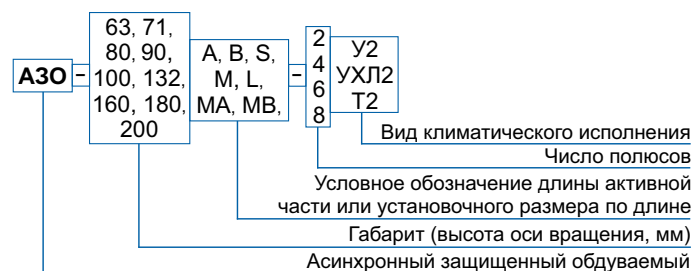 АЗО - 63, 71, 80, 90, 100, 132, 160, 180, 200 A, B, S, M, L, MA, MB, - 2 4 6 8 У2 УХЛ2 Т2
Вид климатического исполнения
Число полюсов
Условное обозначение длины активной
части или установочного размера по длине
Габарит (высота оси вращения, мм)
Асинхронный защищенный обдуваемый